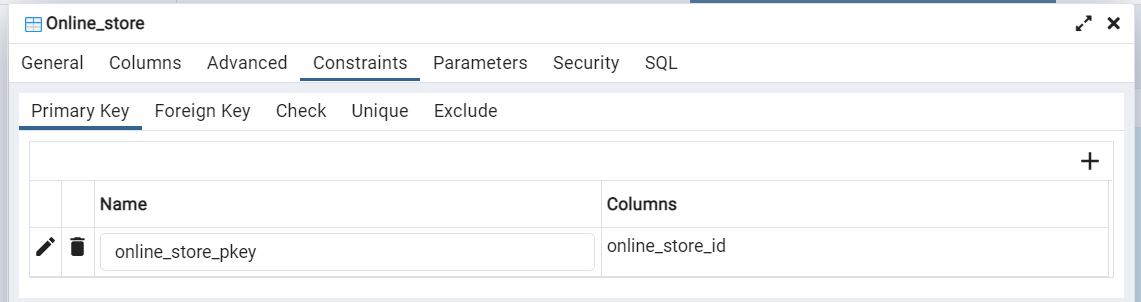 Online_store
General Columns Advanced Constraints Parameters Security SQL
Primary Key Foreign Key Check Unique Exclude
Name Columns
online_store_pkey online_store_id